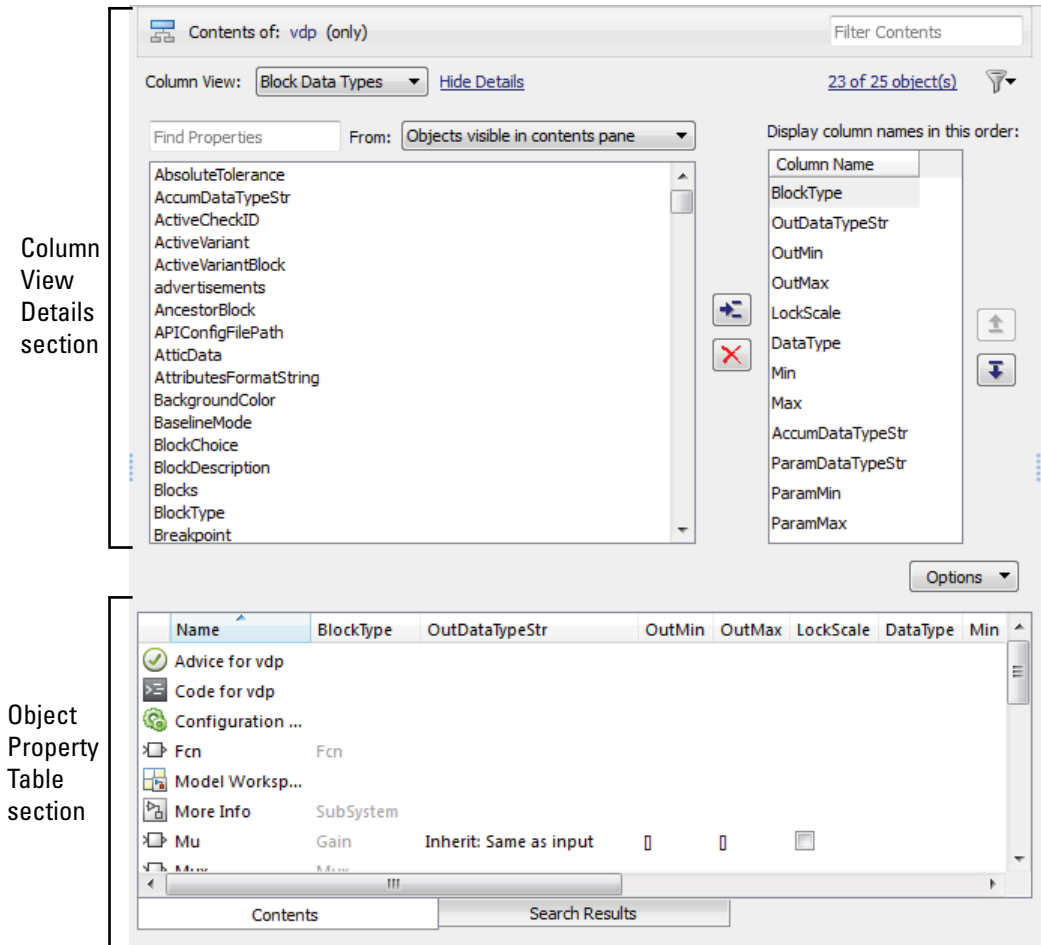 Contents of: vdp (only)
Filter Contents
Column View: Block Data Types Hide Details
23 of 25 object(s)
Find Properties
From: Objects visible in contents pane
Display column names in this order:
AbsoluteTolerance
AccumDataTypeStr
ActiveCheckID
ActiveVariant
ActiveVariantBlock
advertisements
AncestorBlock
APIConfigFilePath
AtticData
AttributesFormatString
BackgroundColor
BaselineMode
BlockChoice
BlockDescription
Blocks
BlockType
Breakpoint
Column Name
BlockType
OutDataTypeStr
OutMin
OutMax
LockScale
DataType
Min
Max
AccumDataTypeStr
ParamDataTypeStr
ParamMin
ParamMax
Column
View
Details
section
Options
Name BlockType OutDataTypeStr OutMin OutMax LockScale DataType Min
Advice for vdp
Code for vdp
Configuration ...
Fcn Fcn
Model Worksp...
More Info SubSystem
Mu Gain Inherit: Same as input [] []
Mux Mux
Object
Property
Table
section
Contents
Search Results